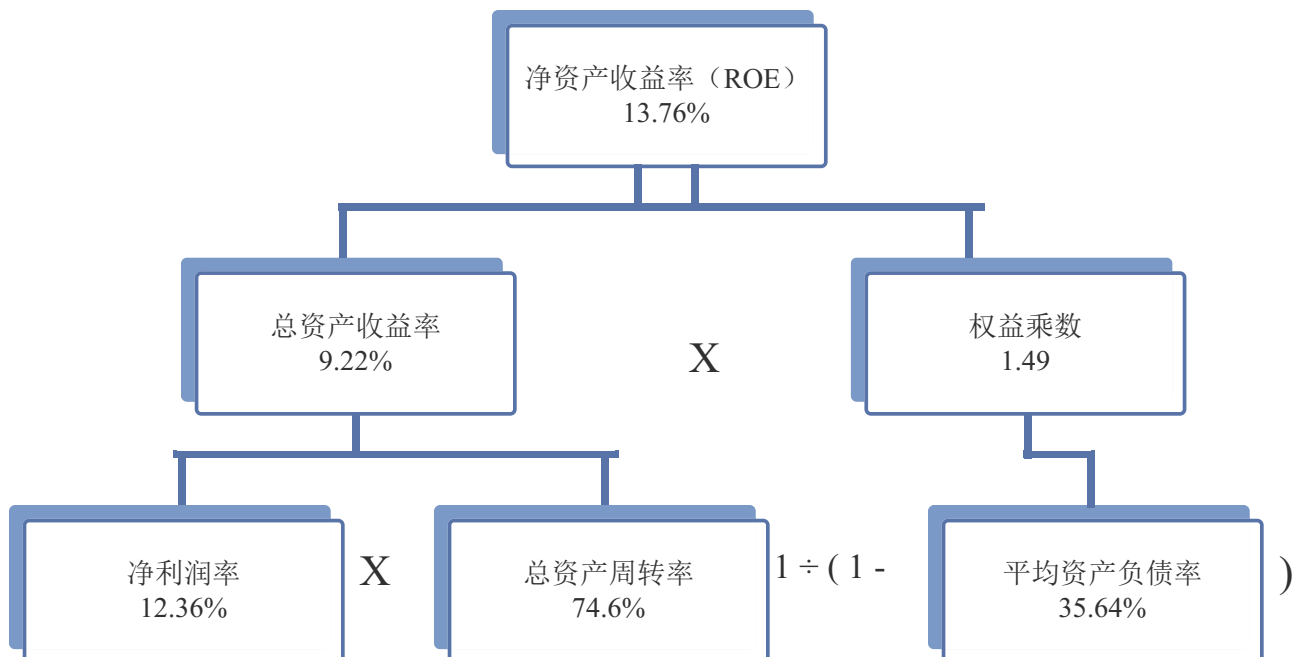 净资产收益率（ROE）
13.76%
总资产收益率
9.22%
X
权益乘数
1.49
净利润率
12.36%
X
总资产周转率
74.6%
1 ÷ ( 1 -
平均资产负债率
35.64%
)